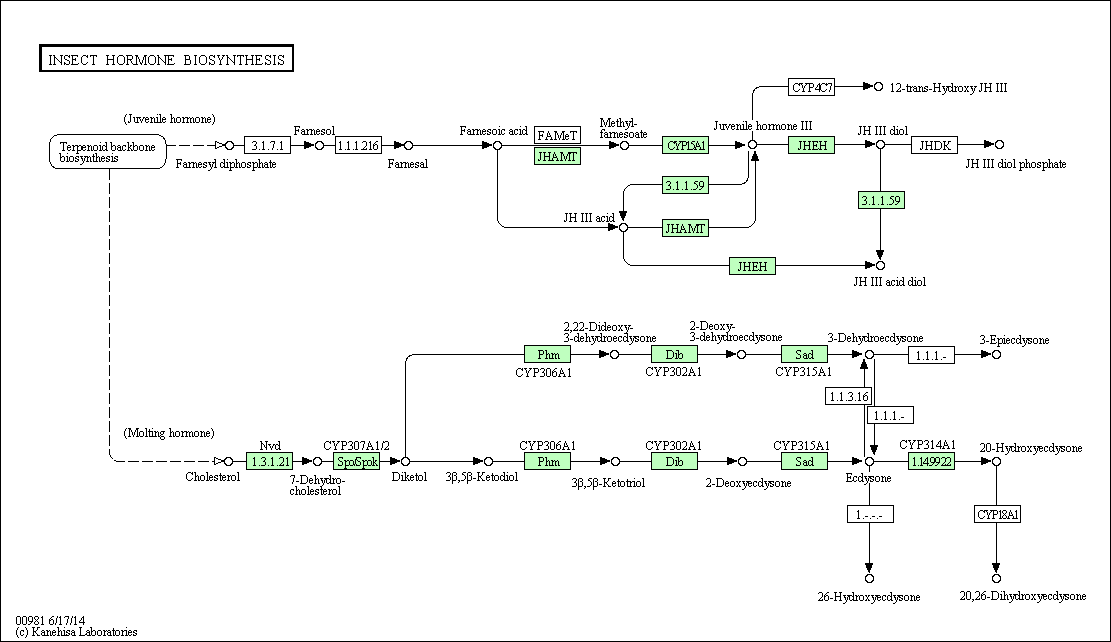 INSECT HORMONE BIOSYNTHESIS
CYP4C7
12-trans-Hydroxy JH III
(Juvenile hormone)
Terpenoid backbone
biosynthesis
Farnesyl diphosphate
3.1.7.1
Farnesol
1.1.1.216
Farnesal
Farnesoic acid
FAMeT
JHAMT
Methyl-
farnesoate
CYP15A1
Juvenile hormone III
JHEH
JH III diol
JHDK
JH III diol phosphate
3.1.1.59
3.1.1.59
JH III acid
JHAMT
JHEH
JH III acid diol
2,22-Dideoxy-
3-dehydroecdysone
2-Deoxy-
3-dehydroecdysone
3-Dehydroecdysone
3-Epiecdysone
Phm
CYP306A1
Dib
CYP302A1
Sad
CYP315A1
1.1.1.-
1.1.3.16
1.1.1.-
(Molting hormone)
Cholesterol
Nvd
1.3.1.21
7-Dehydro-
cholesterol
CYP307A1/2
Spo/Spok
Diketol
3β,5β-Ketodiol
CYP306A1
Phm
3β,5β-Ketotriol
CYP302A1
Dib
2-Deoxyecdysone
CYP315A1
Sad
Ecdysone
CYP314A1
1.14.99.22
20-Hydroxyecdysone
1.-.-.-
CYP18A1
26-Hydroxyecdysone
20,26-Dihydroxyecdysone
00981 6/17/14
(c) Kanehisa Laboratories